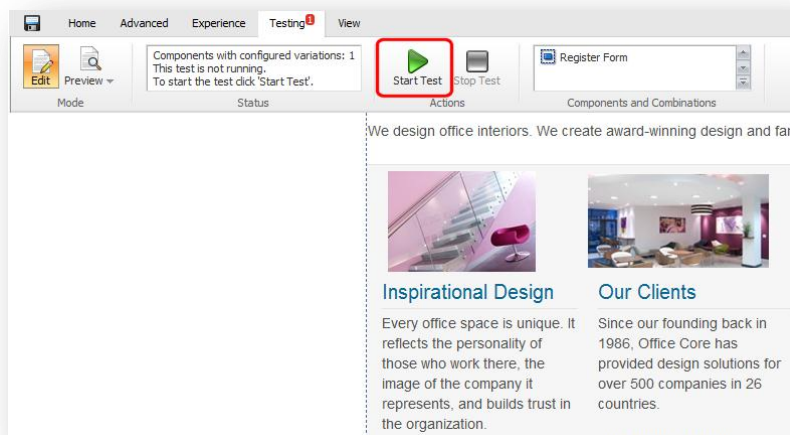 Home Advanced Experience Testing 1 View
Components with configured variations: 1
This test is not running.
To start the test click 'Start Test'.
Edit Preview
Start Test Stop Test
Register Form
Mode Status Actions Components and Combinations
We design office interiors. We create award-winning design and fa
Inspirational Design
Every office space is unique. It
reflects the personality of
those who work there, the
image of the company it
represents, and builds trust in
the organization.
Our Clients
Since our founding back in
1986, Office Core has
provided design solutions for
over 500 companies in 26
countries.